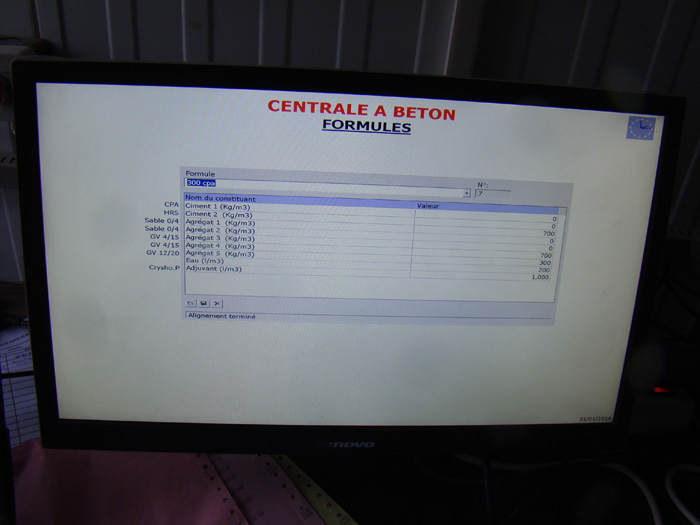 CENTRALE A BETON
FORMULES
Formule
N°:
300 cpa
7
Nom du constituant Valeur
CPA Ciment 1 (Kg/m3) 0
HRS Ciment 2 (Kg/m3) 0
Sable 0/4 Agrégat 1 (Kg/m3) 700
Sable 0/4 Agrégat 2 (Kg/m3) 0
GV 4/15 Agrégat 3 (Kg/m3) 0
GV 4/15 Agrégat 4 (Kg/m3) 700
GV 12/20 Agrégat 5 (Kg/m3) 300
Eau (l/m3) 200
Crysho.P Adjuvant (l/m3) 1,000
Alignement terminé
lenovo